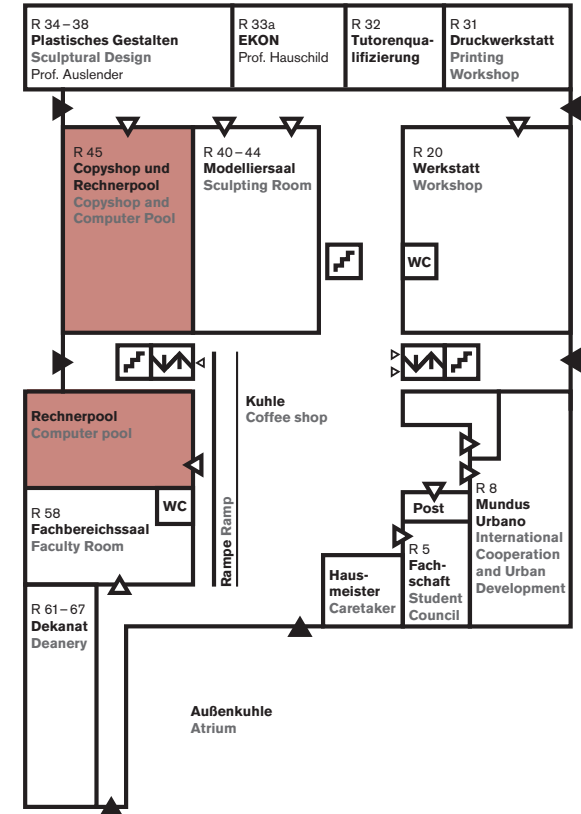 R 34–38
Plastisches Gestalten
Sculptural Design
Prof. Auslender
R 33a
EKON
Prof. Hauschild
R 32
Tutorenqua-
lifizierung
R 31
Druckwerkstatt
Printing
Workshop
R 45
Copyshop und
Rechnerpool
Copyshop and
Computer Pool
R 40–44
Modelliersaal
Sculpting Room
R 20
Werkstatt
Workshop
WC
Rechnerpool
Computer pool
Kuhle
Coffee shop
WC
R 58
Fachbereichssaal
Faculty Room
Rampe Ramp
Post
R 8
Mundus
Urbano
International
Cooperation
and Urban
Development
R 5
Fach-
schaft
Student
Council
Haus-
meister
Caretaker
R 61–67
Dekanat
Deanery
Außenkuhle
Atrium